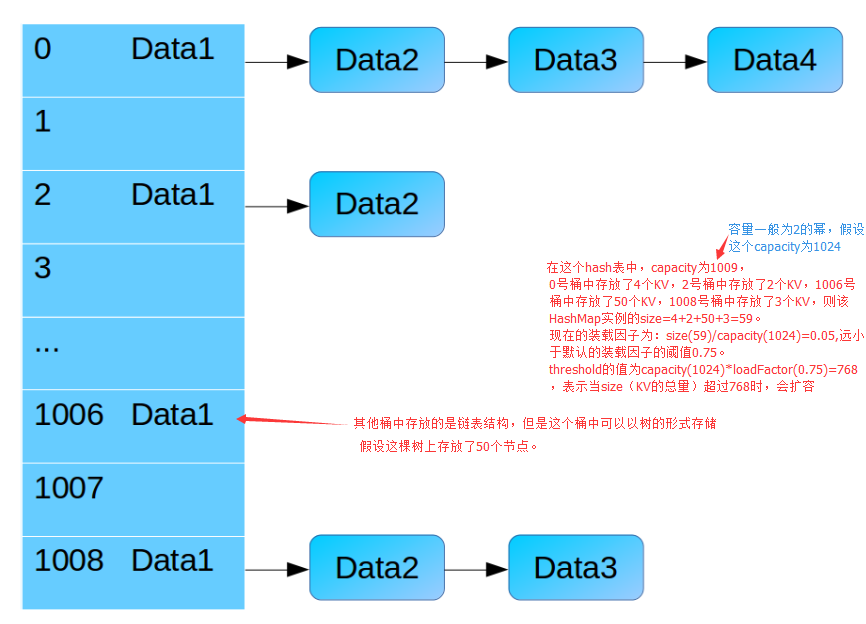 0 Data1 Data2 Data3 Data4
1
2 Data1 Data2
容量一般为2的幂，假设
这个capacity为1024
3
在这个hash表中，capacity为1009，
0号桶中存放了4个KV，2号桶中存放了2个KV，1006号
桶中存放了50个KV，1008号桶中存放了3个KV，则该
HashMap实例的size=4+2+50+3=59。
现在的装载因子为：size(59)/capacity(1024)=0.05,远小
于默认的装载因子的阈值0.75。
threshold的值为capacity(1024)*loadFactor(0.75)=768
，表示当size（KV的总量）超过768时，会扩容
...
1006 Data1
其他桶中存放的是链表结构，但是这个桶中可以以树的形式存储
假设这棵树上存放了50个节点。
1007
1008 Data1 Data2 Data3